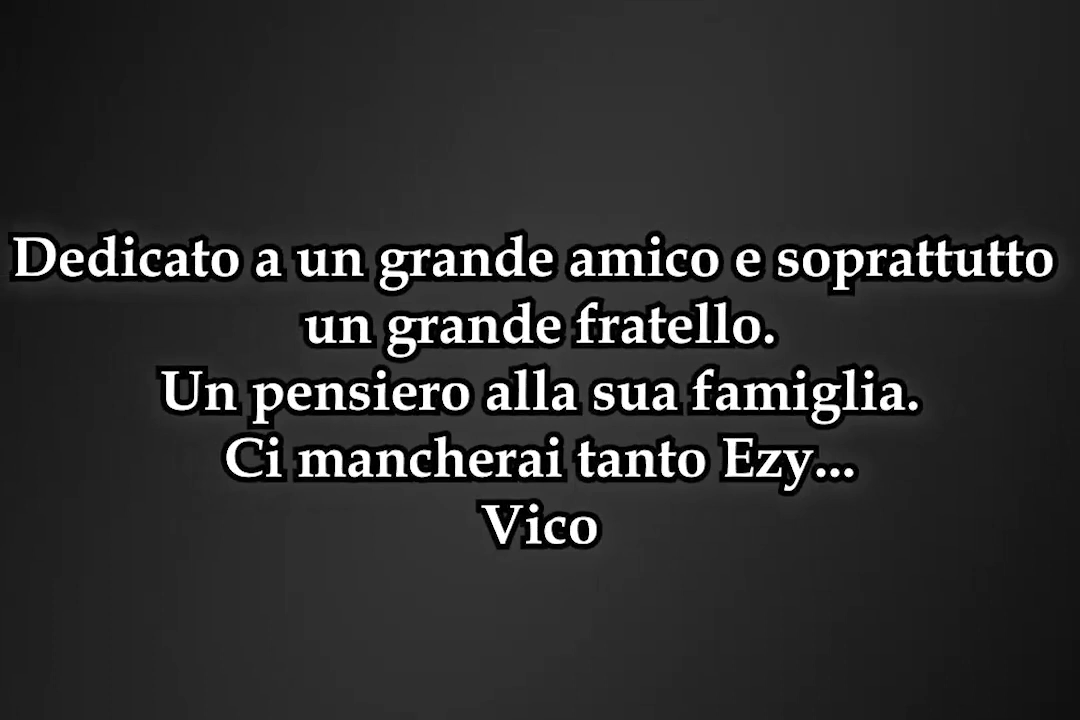 Dedicato a un grande amico e soprattutto
un grande fratello.
Un pensiero alla sua famiglia.
Ci mancherai tanto Ezy...
Vico